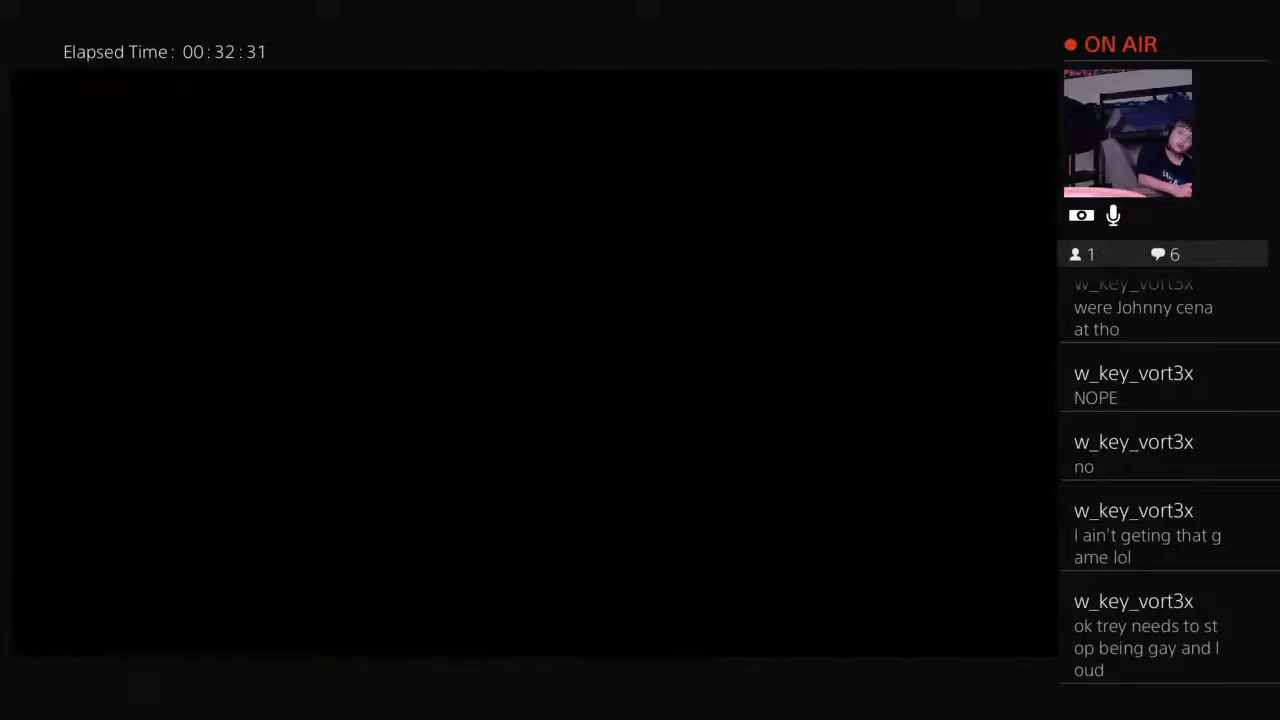 Elapsed Time: 00:32:31
ON AIR
1
6
w_key_vort3x
were Johnny cena
at tho
w_key_vort3x
NOPE
w_key_vort3x
no
w_key_vort3x
I ain't geting that g
ame lol
w_key_vort3x
ok trey needs to st
op being gay and l
oud